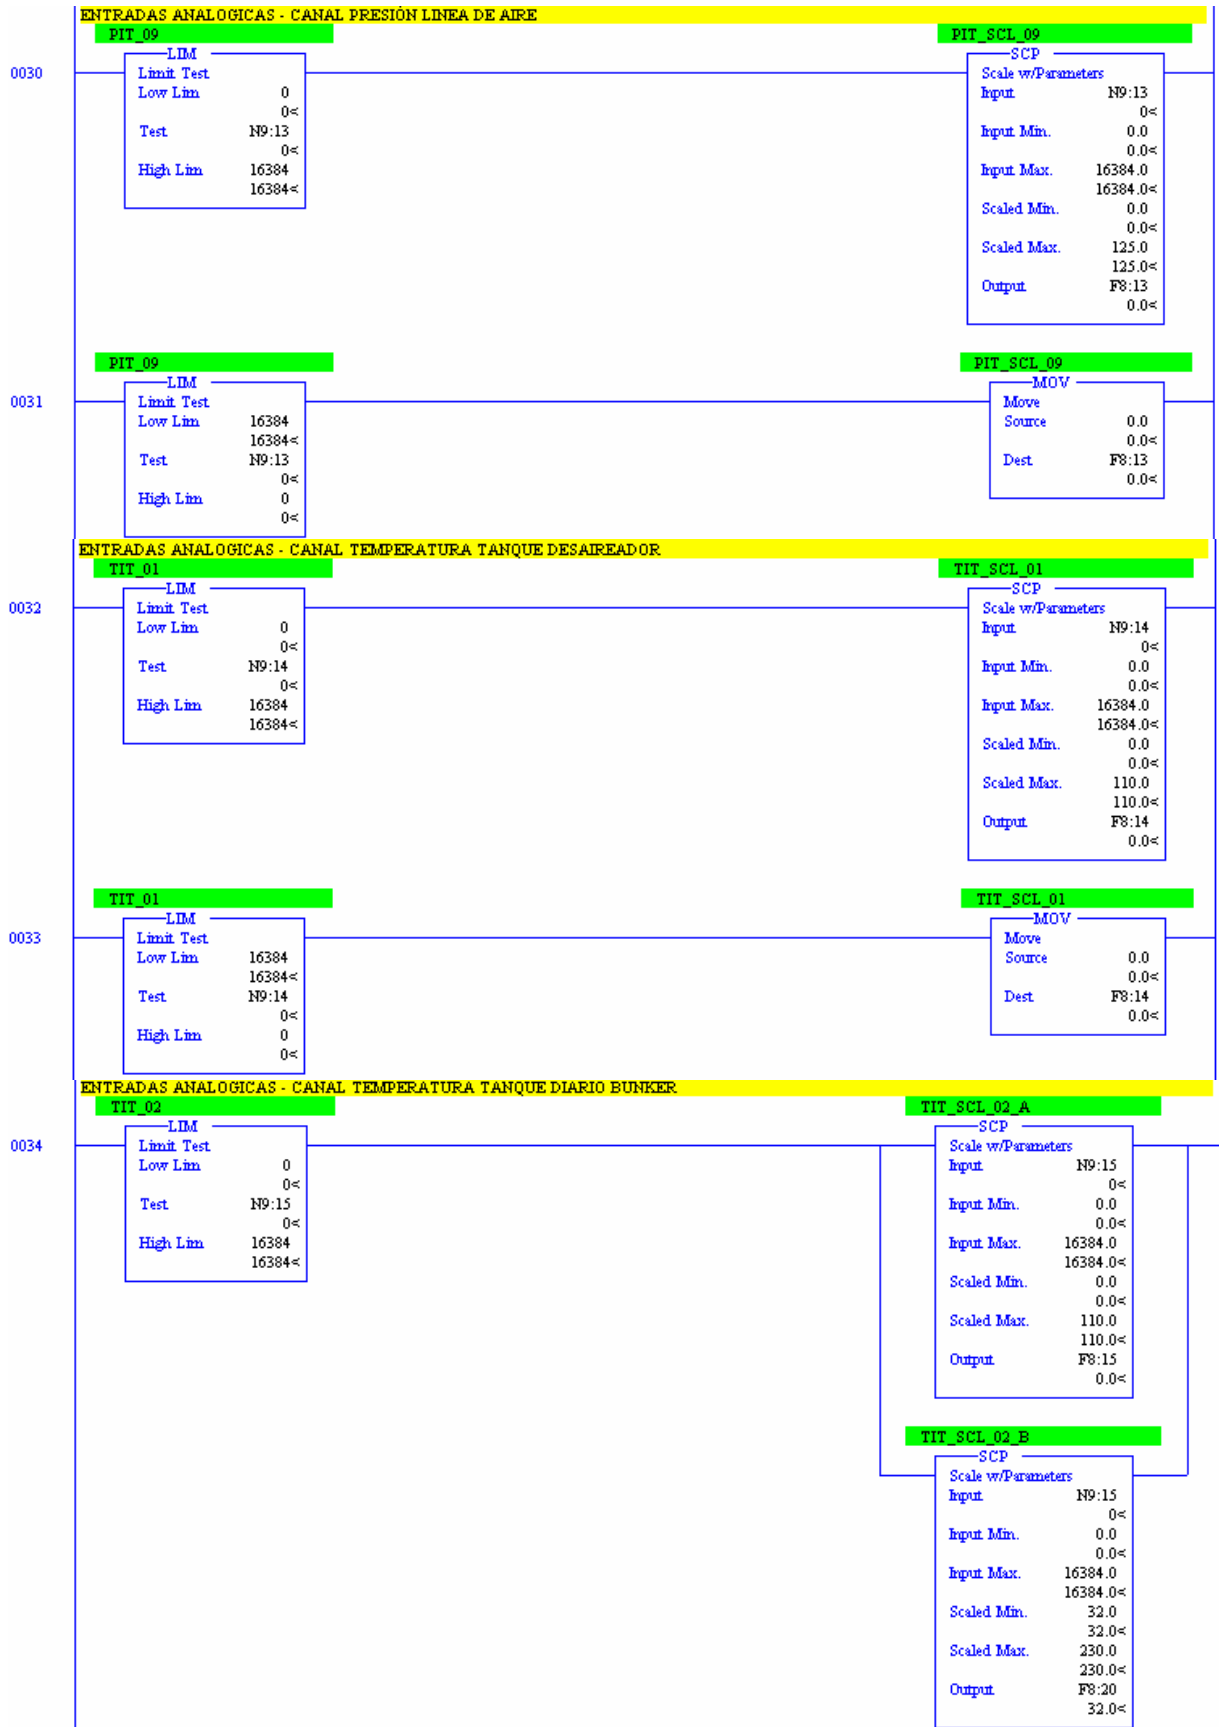 ENTRADAS ANALOGICAS - CANAL PRESIÓN LINEA DE AIRE
PIT_09
PIT_SCL_09
0030
LIM
Limit Test
Low Lim 0
0<
Test N9:13
0<
High Lim 16384
16384<
SCP
Scale w/Parameters
Input N9:13
0<
Input Min. 0.0
0.0<
Input Max. 16384.0
16384.0<
Scaled Min. 0.0
0.0<
Scaled Max. 125.0
125.0<
Output F8:13
0.0<
PIT_09
PIT_SCL_09
0031
LIM
Limit Test
Low Lim 16384
16384<
Test N9:13
0<
High Lim 0
0<
MOV
Move
Source 0.0
0.0<
Dest F8:13
0.0<
ENTRADAS ANALOGICAS - CANAL TEMPERATURA TANQUE DESAIREADOR
TIT_01
TIT_SCL_01
0032
LIM
Limit Test
Low Lim 0
0<
Test N9:14
0<
High Lim 16384
16384<
SCP
Scale w/Parameters
Input N9:14
0<
Input Min. 0.0
0.0<
Input Max. 16384.0
16384.0<
Scaled Min. 0.0
0.0<
Scaled Max. 110.0
110.0<
Output F8:14
0.0<
TIT_01
TIT_SCL_01
0033
LIM
Limit Test
Low Lim 16384
16384<
Test N9:14
0<
High Lim 0
0<
MOV
Move
Source 0.0
0.0<
Dest F8:14
0.0<
ENTRADAS ANALOGICAS - CANAL TEMPERATURA TANQUE DIARIO BUNKER
TIT_02
TIT_SCL_02_A
0034
LIM
Limit Test
Low Lim 0
0<
Test N9:15
0<
High Lim 16384
16384<
SCP
Scale w/Parameters
Input N9:15
0<
Input Min. 0.0
0.0<
Input Max. 16384.0
16384.0<
Scaled Min. 0.0
0.0<
Scaled Max. 110.0
110.0<
Output F8:15
0.0<
TIT_SCL_02_B
SCP
Scale w/Parameters
Input N9:15
0<
Input Min. 0.0
0.0<
Input Max. 16384.0
16384.0<
Scaled Min. 32.0
32.0<
Scaled Max. 230.0
230.0<
Output F8:20
32.0<